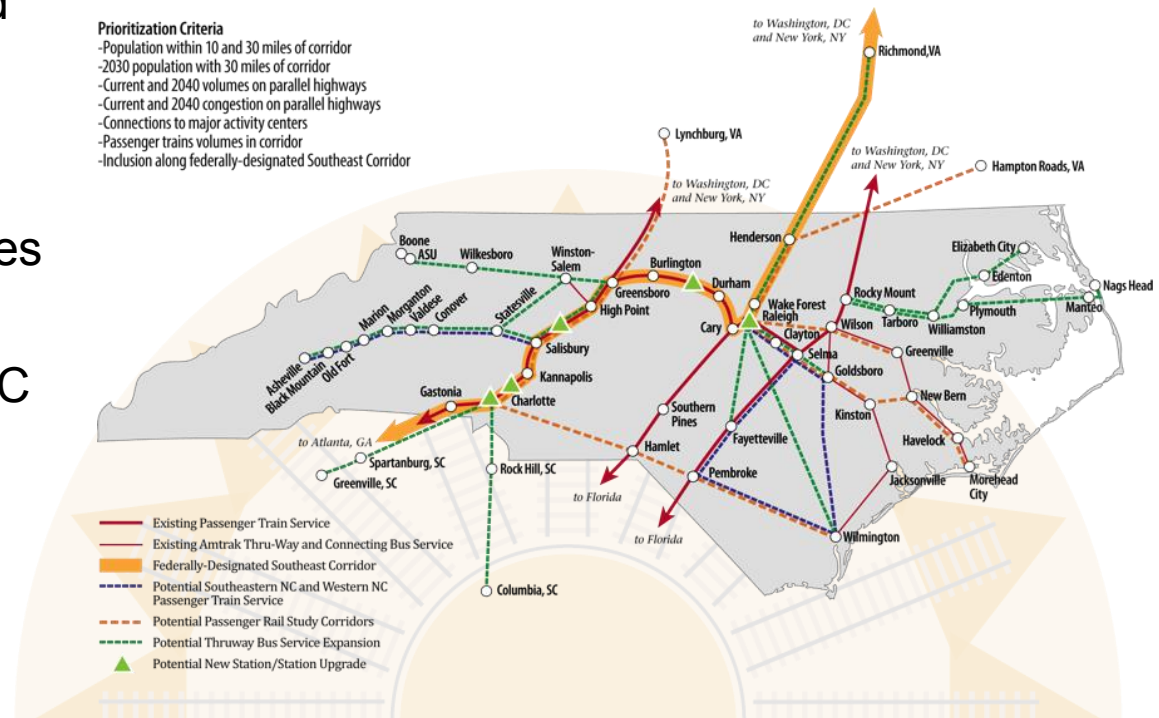 d
es
C
Prioritization Criteria
-Population within 10 and 30 miles of corridor
-2030 population with 30 miles of corridor
-Current and 2040 volumes on parallel highways
-Current and 2040 congestion on parallel highways
-Connections to major activity centers
-Passenger trains volumes in corridor
-Inclusion along federally-designated Southeast Corridor
to Washington, DC
and New York, NY
Richmond,VA
Lynchburg, VA
to Washington, DC
and New York, NY
to Washington, DC
and New York, NY
Hampton Roads, VA
Henderson
Boone
ASU
Wilkesboro
Winston-
Salem
Burlington
Greensboro
Durham
High Point
Wake Forest
Raleigh
Cary
Clayton
Selma
Wilson
Rocky Mount
Tarboro
Williamston
Plymouth
Elizabeth City
Edenton
Nags Head
Manteo
Greenville
Goldsboro
New Bern
Kinston
Havelock
Morehead
City
Jacksonville
Wilmington
Statesville
Conover
Valdese
Morganton
Marion
Old Fort
Black Mountain
Asheville
Salisbury
Kannapolis
Charlotte
Gastonia
to Atlanta, GA
Spartanburg, SC
Greenville, SC
Rock Hill, SC
Columbia, SC
Southern
Pines
Hamlet
to Florida
Fayetteville
Pembroke
to Florida
Existing Passenger Train Service
Existing Amtrak Thru-Way and Connecting Bus Service
Federally-Designated Southeast Corridor
Potential Southeastern NC and Western NC
Passenger Train Service
Potential Passenger Rail Study Corridors
Potential Thruway Bus Service Expansion
Potential New Station/Station Upgrade